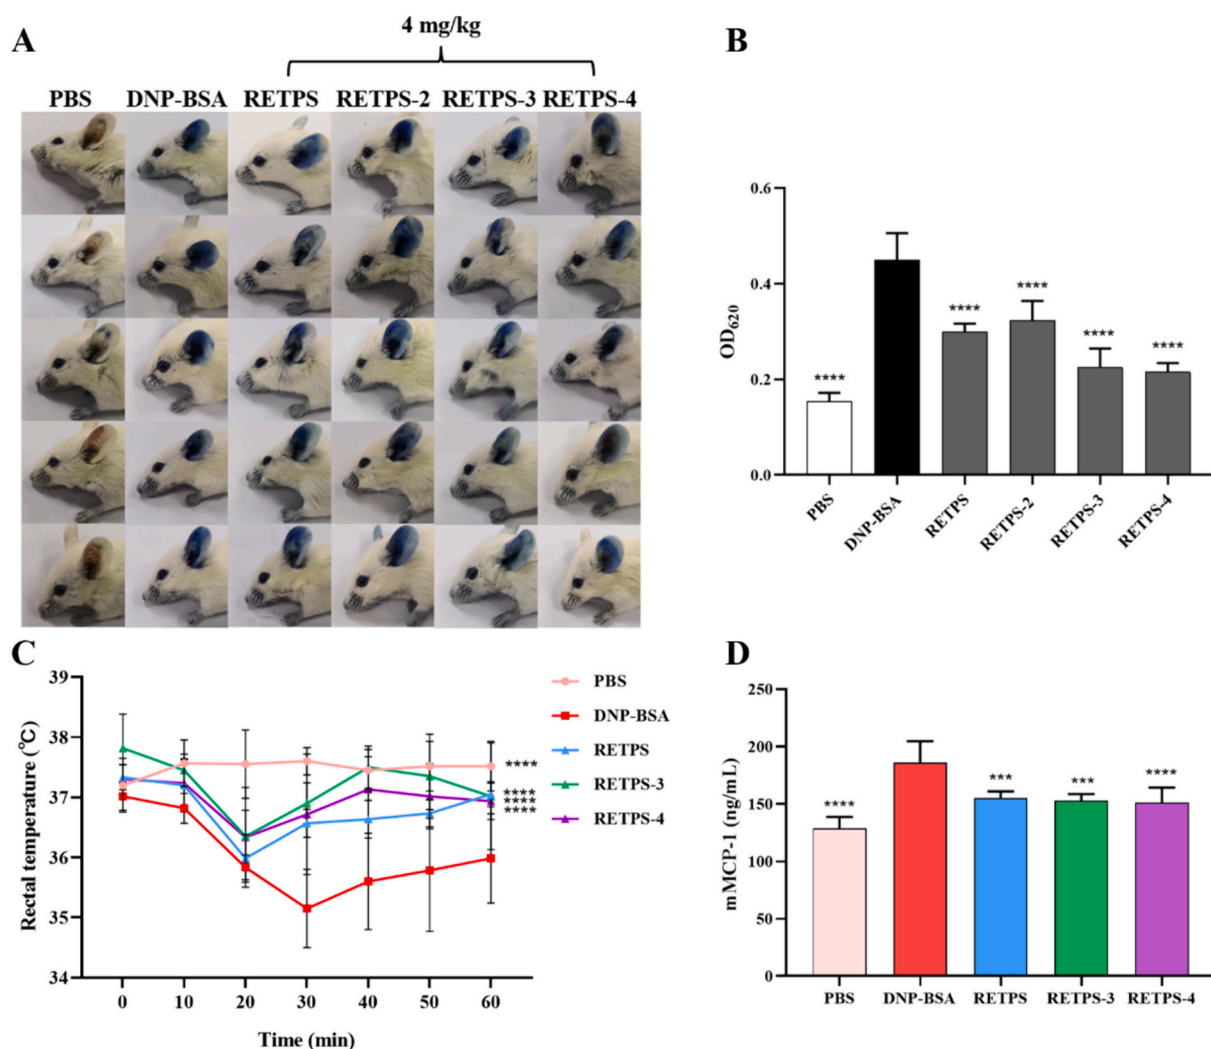 A
4 mg/kg
PBS DNP-BSA RETPS RETPS-2 RETPS-3 RETPS-4
B
0.6
0.4
0.2
0.0
OD620
****
****
****
****
****
PBS
DNP-BSA
RETPS
RETPS-2
RETPS-3
RETPS-4
C
39
38
37
36
35
34
Rectal temperature (℃)
0 10 20 30 40 50 60
Time (min)
PBS
DNP-BSA
RETPS
RETPS-3
RETPS-4
****
****
****
****
D
250
200
150
100
50
0
mMCP-1 (ng/mL)
****
***
***
****
PBS DNP-BSA RETPS RETPS-3 RETPS-4